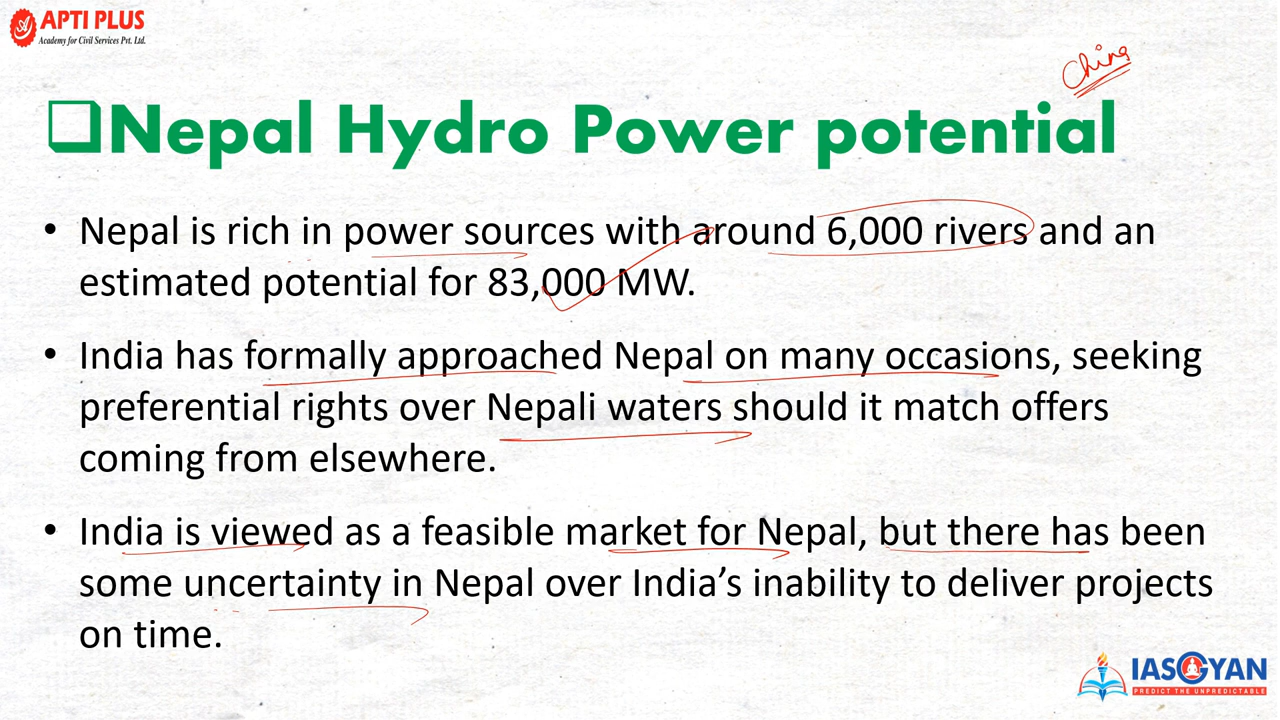 APTI PLUS
Academy for Civil Services Pvt. Ltd.
China
Nepal Hydro Power potential
• Nepal is rich in power sources with around 6,000 rivers and an
estimated potential for 83,000 MW.
• India has formally approached Nepal on many occasions, seeking
preferential rights over Nepali waters should it match offers
coming from elsewhere.
• India is viewed as a feasible market for Nepal, but there has been
some uncertainty in Nepal over India's inability to deliver projects
on time.
IASGYAN
PREDICT THE UNPREDICTABLE